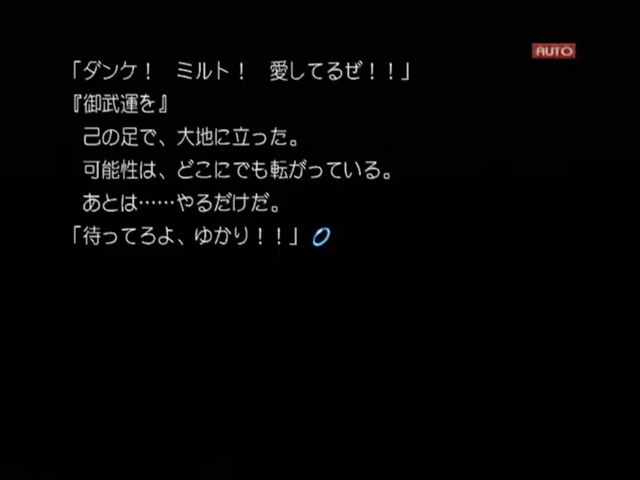 AUTO
「ダンケ！　ミルト！　愛してるぜ！！」
『御武運を』
己の足で、大地に立った。
可能性は、どこにでも転がっている。
あとは……やるだけだ。
「待ってろよ、ゆかり！！」